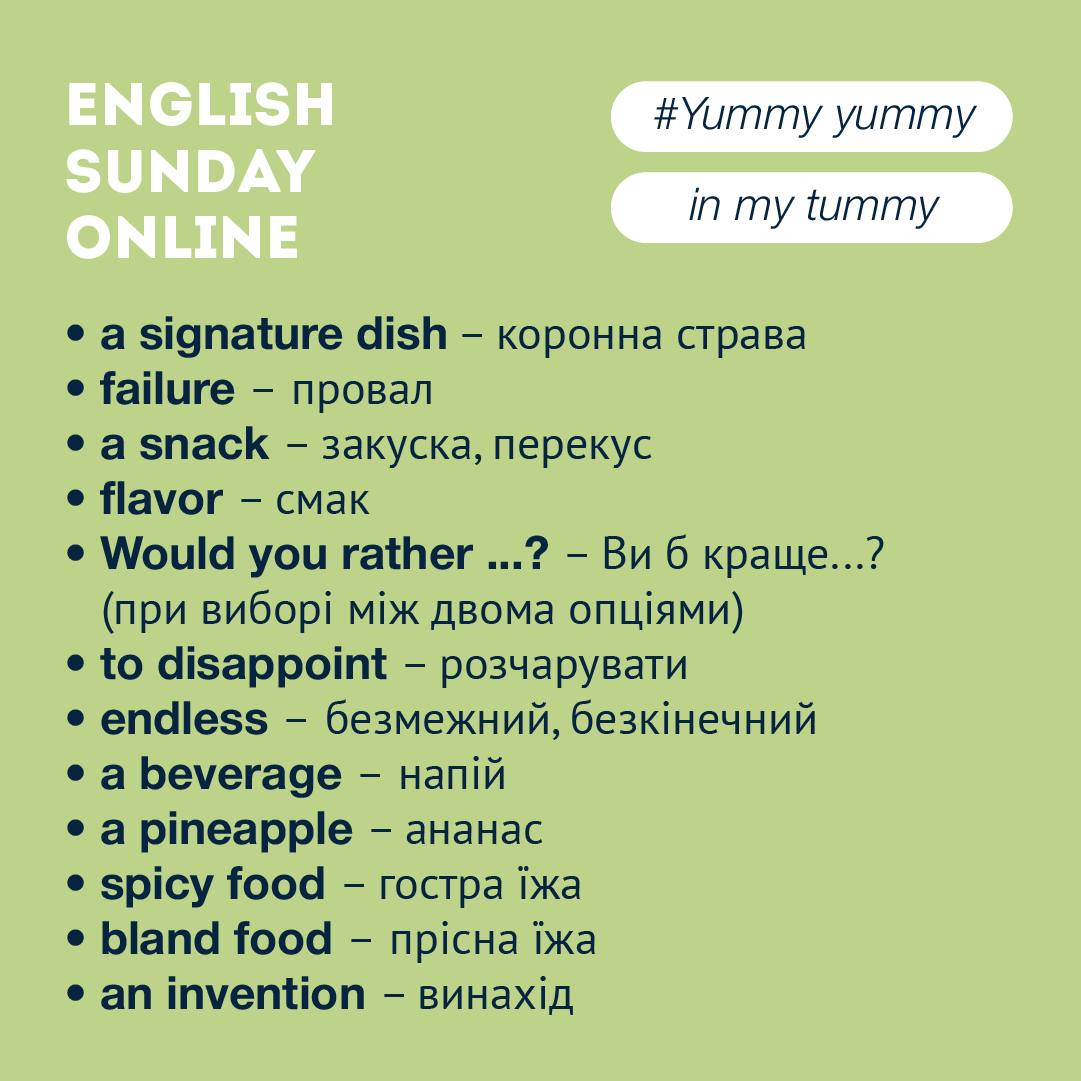 ENGLISH
SUNDAY
ONLINE
#Yummy yummy
in my tummy
• a signature dish – коронна страва
• failure – провал
• a snack – закуска, перекус
• flavor – смак
• Would you rather ...? – Ви б краще...?
(при виборі між двома опціями)
• to disappoint – розчарувати
• endless – безмежний, безкінечний
• a beverage – напій
• a pineapple – ананас
• spicy food – гостра їжа
• bland food – прісна їжа
• an invention – винахід